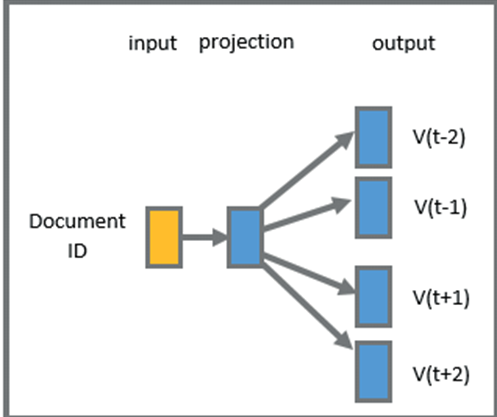 input projection output
V(t-2)
V(t-1)
Document
ID
V(t+1)
V(t+2)